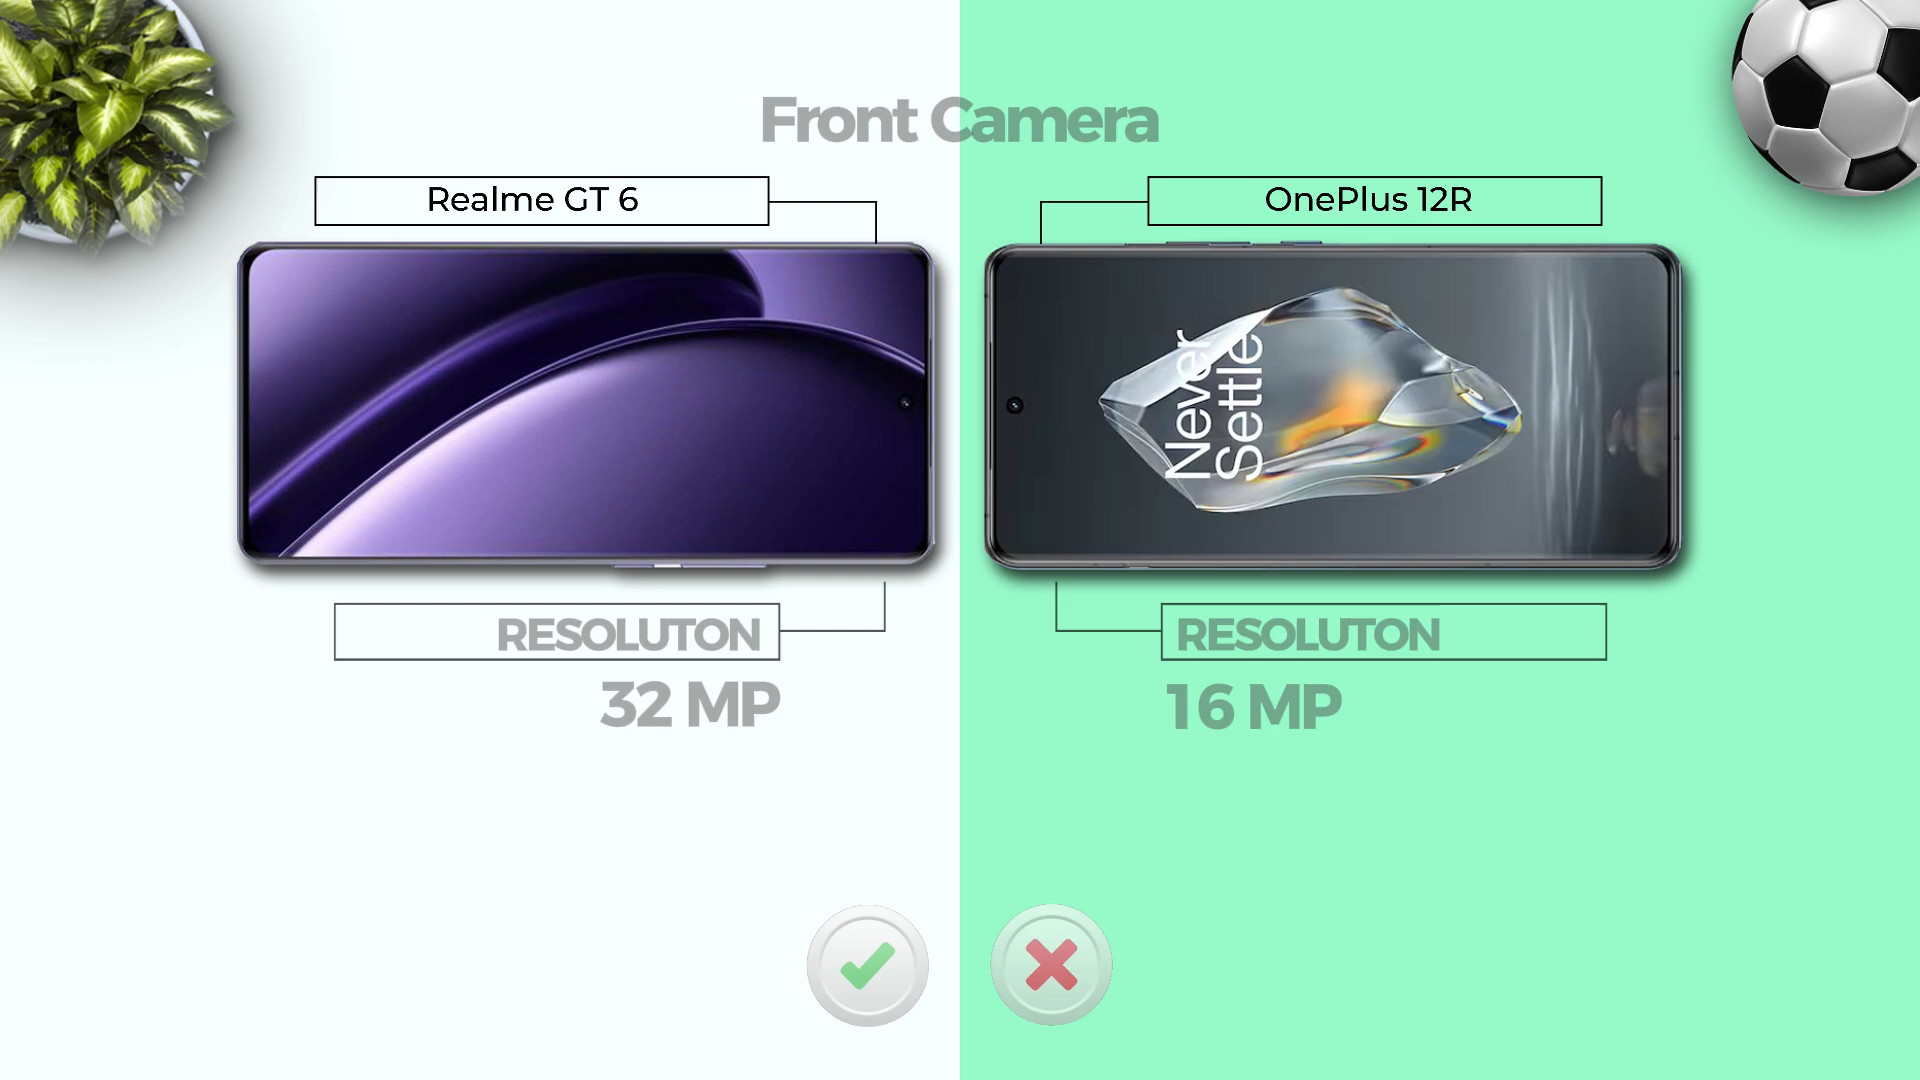 Front Camera
Realme GT 6
OnePlus 12R
Never
Settle
RESOLUTON
RESOLUTON
32 MP
16 MP